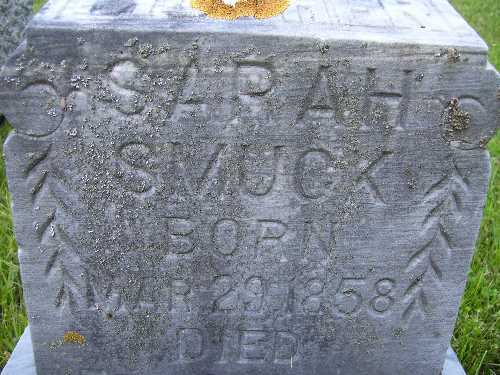 SARAH
SMUCK
BORN
MAR 29, 1858
DIED